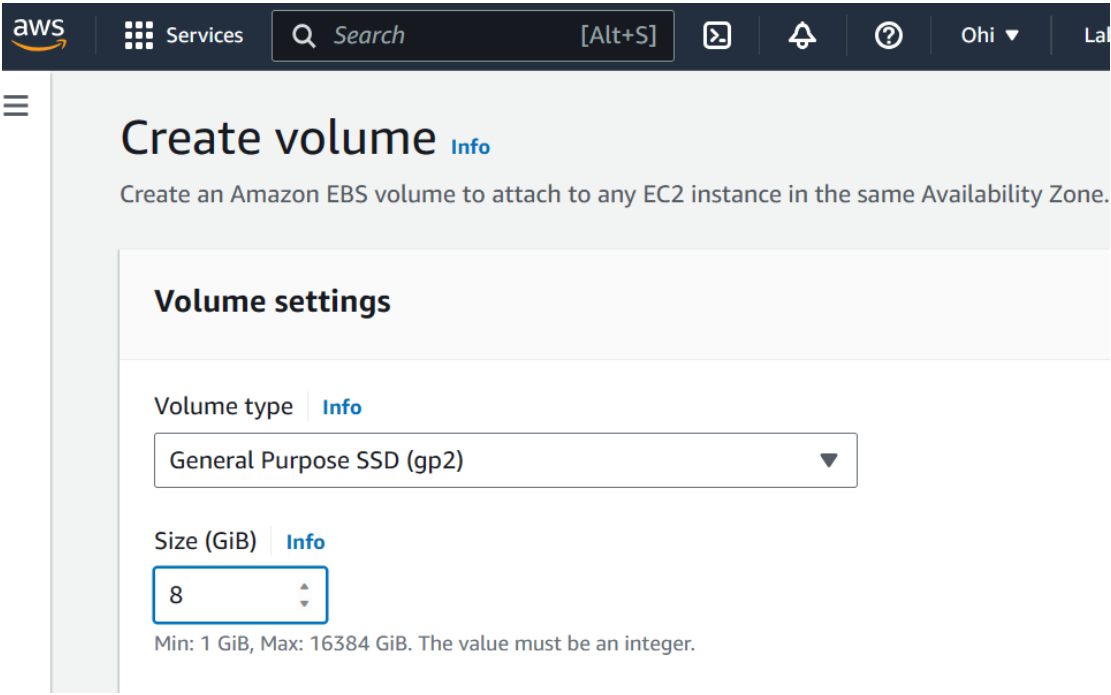 aws Services Search [Alt+S] Ohi
Create volume Info
Create an Amazon EBS volume to attach to any EC2 instance in the same Availability Zone.
Volume settings
Volume type Info
General Purpose SSD (gp2)
Size (GiB) Info
8
Min: 1 GiB, Max: 16384 GiB. The value must be an integer.